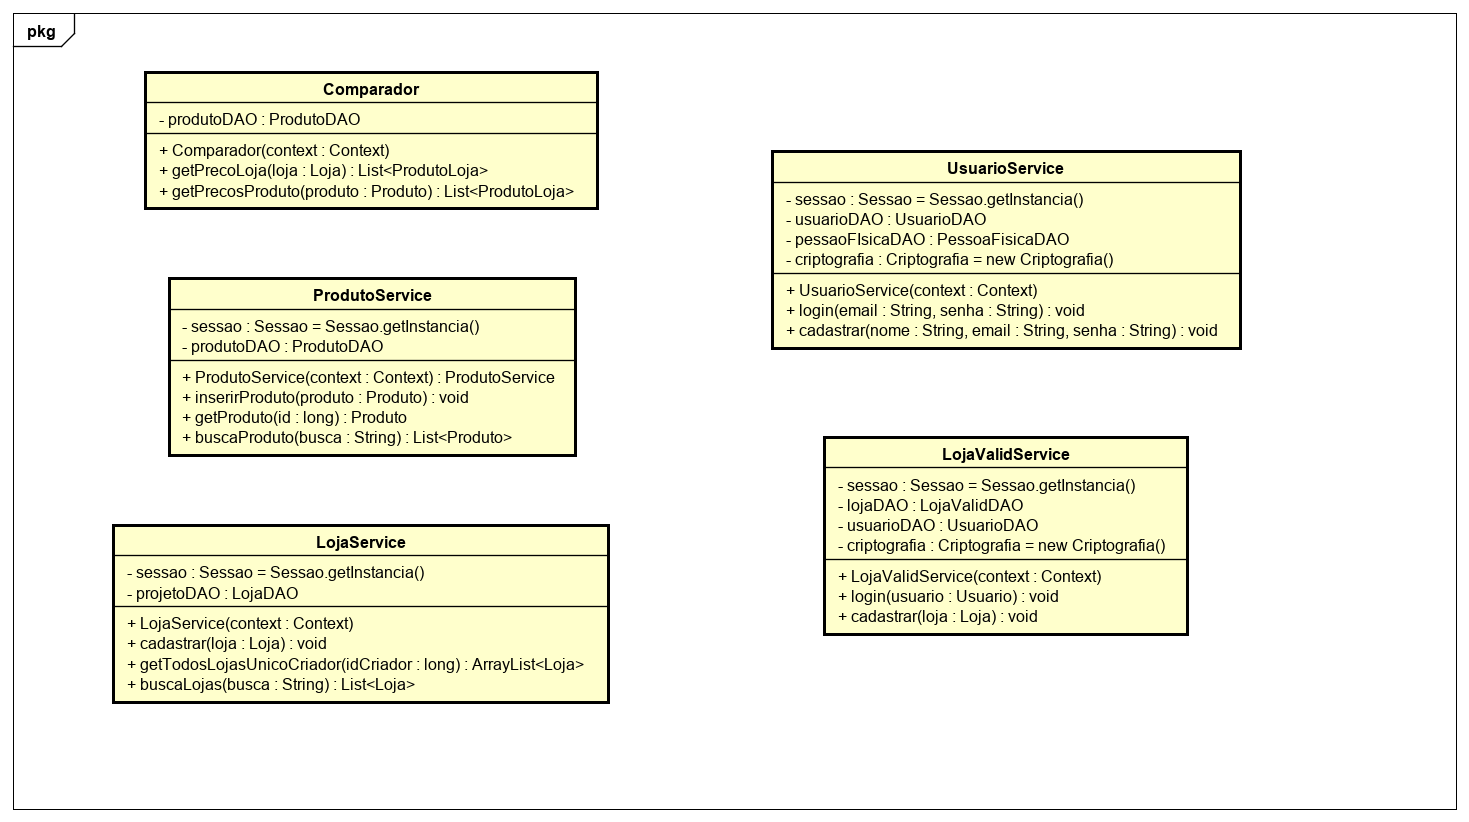 pkg
Comparador
- produtoDAO : ProdutoDAO
+ Comparador(context : Context)
+ getPrecoLoja(loja : Loja) : List<ProdutoLoja>
+ getPrecosProduto(produto : Produto) : List<ProdutoLoja>
ProdutoService
- sessao : Sessao = Sessao.getInstancia()
- produtoDAO : ProdutoDAO
+ ProdutoService(context : Context) : ProdutoService
+ inserirProduto(produto : Produto) : void
+ getProduto(id : long) : Produto
+ buscaProduto(busca : String) : List<Produto>
LojaService
- sessao : Sessao = Sessao.getInstancia()
- projetoDAO : LojaDAO
+ LojaService(context : Context)
+ cadastrar(loja : Loja) : void
+ getTodosLojasUnicoCriador(idCriador : long) : ArrayList<Loja>
+ buscaLojas(busca : String) : List<Loja>
UsuarioService
- sessao : Sessao = Sessao.getInstancia()
- usuarioDAO : UsuarioDAO
- pessaoFIsicaDAO : PessoaFisicaDAO
- criptografia : Criptografia = new Criptografia()
+ UsuarioService(context : Context)
+ login(email : String, senha : String) : void
+ cadastrar(nome : String, email : String, senha : String) : void
LojaValidService
- sessao : Sessao = Sessao.getInstancia()
- lojaDAO : LojaValidDAO
- usuarioDAO : UsuarioDAO
- criptografia : Criptografia = new Criptografia()
+ LojaValidService(context : Context)
+ login(usuario : Usuario) : void
+ cadastrar(loja : Loja) : void